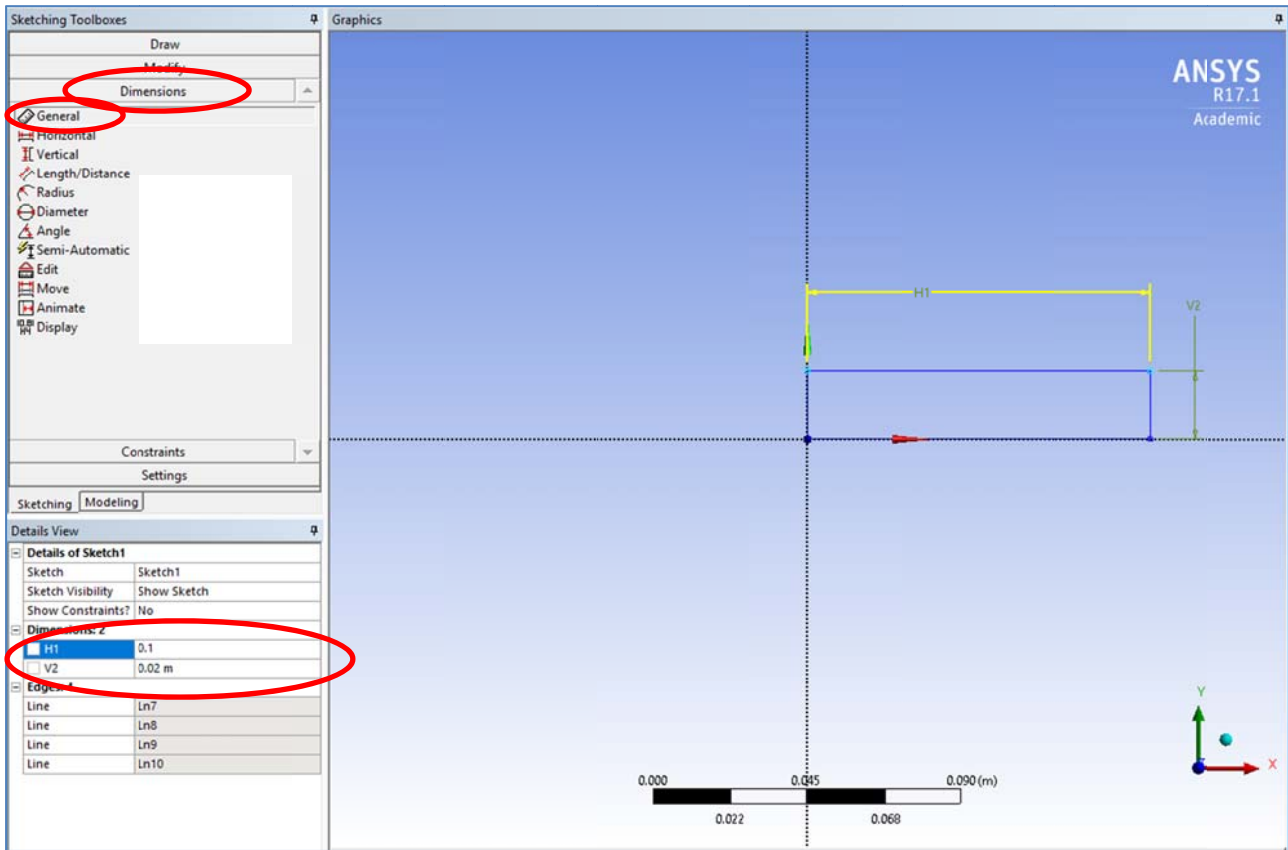 Sketching Toolboxes
Draw
Modify
Dimensions
General
Horizontal
Vertical
Length/Distance
Radius
Diameter
Angle
Semi-Automatic
Edit
Move
Animate
Display
Constraints
Settings
Sketching Modeling
Details View
Details of Sketch1
Sketch Sketch1
Sketch Visibility Show Sketch
Show Constraints? No
Dimensions: 2
H1 0.1
V2 0.02 m
Edges: 4
Line Ln7
Line Ln8
Line Ln9
Line Ln10
Graphics
ANSYS
R17.1
Academic
H1
V2
0.000 0.045 0.090 (m)
0.022 0.068
Y
X